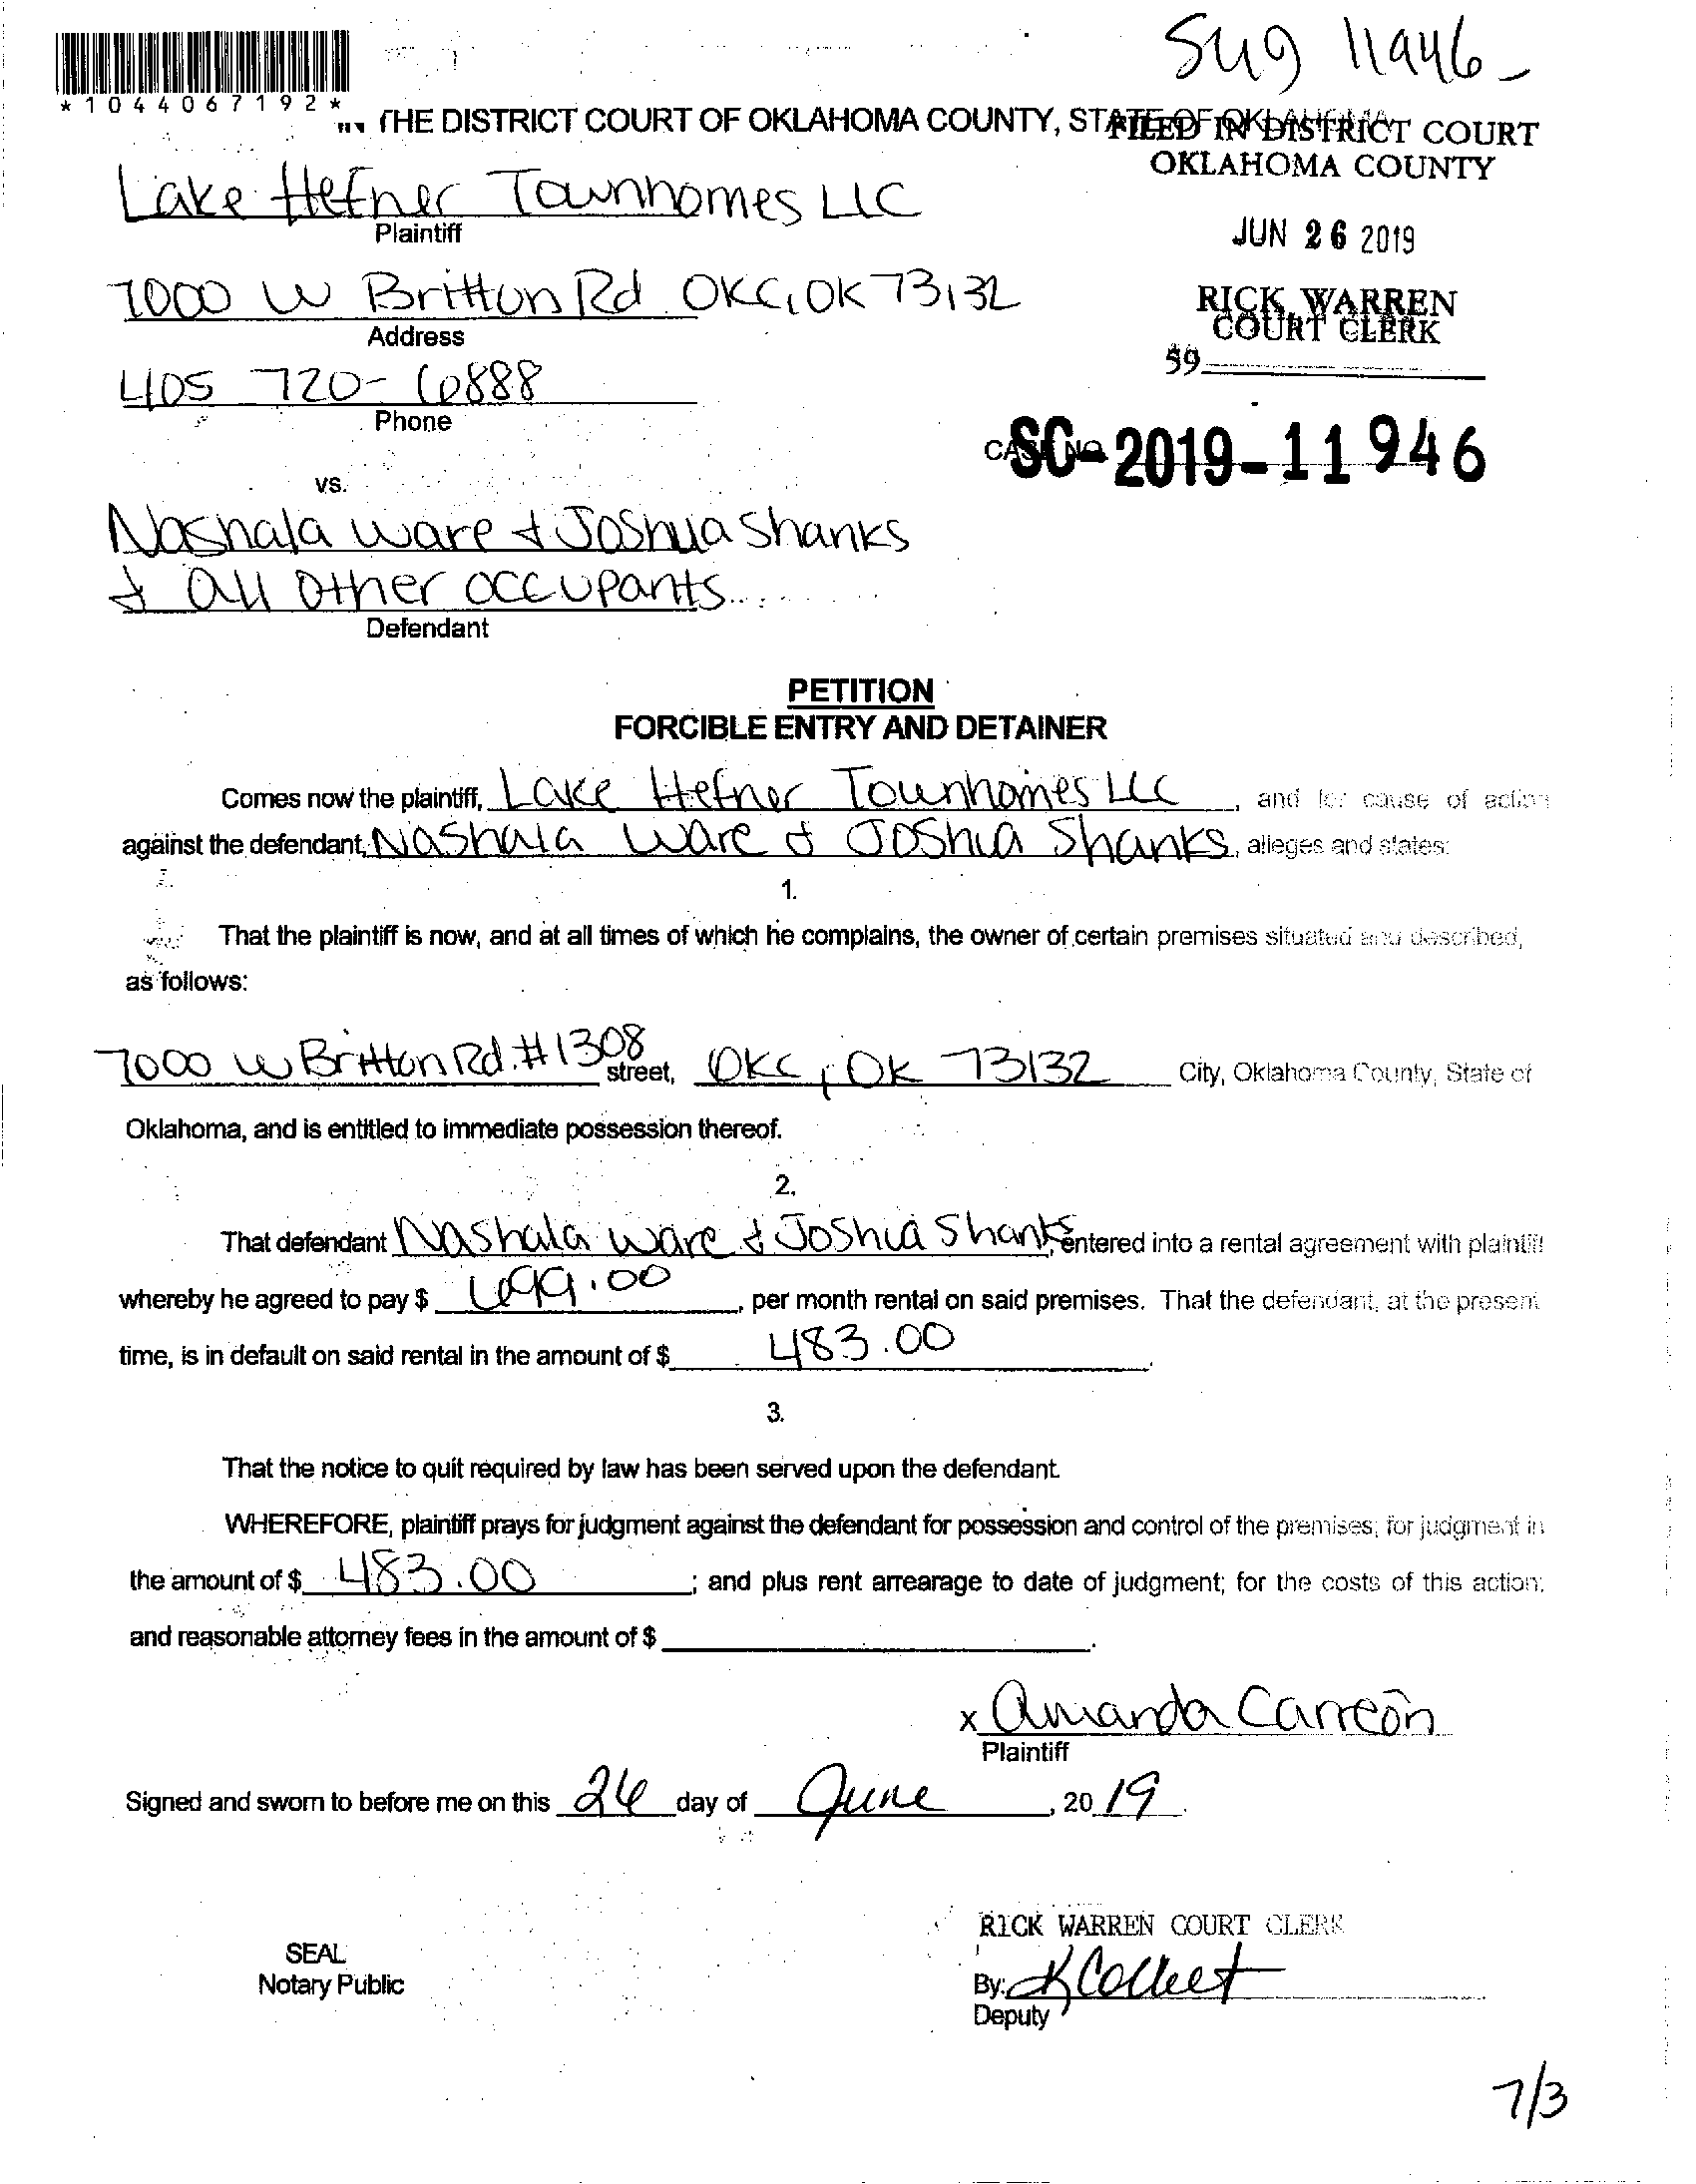 Sug 11946
*1044067192*
THE DISTRICT COURT OF OKLAHOMA COUNTY, STATE OF OKLAHOMA
FILED IN DISTRICT COURT
OKLAHOMA COUNTY
Lake Hefner Townhomes LLC
Plaintiff
JUN 26 2019
7000 W Britton Rd OKC, OK 73132
Address
RICK WARREN
COURT CLERK
405 720-6888
Phone
59
CASE NO.
SC-2019-11946
vs.
Nashala Ware & Joshua Shanks
& all other occupants
Defendant
PETITION
FORCIBLE ENTRY AND DETAINER
Comes now the plaintiff, Lake Hefner Townhomes LLC, and for cause of action
against the defendant, Nashala Ware & Joshua Shanks, alleges and states:
1.
That the plaintiff is now, and at all times of which he complains, the owner of certain premises situated and described,
as follows:
7000 W Britton Rd. #1308 street, OKC, OK 73132 City, Oklahoma County, State of
Oklahoma, and is entitled to immediate possession thereof.
2.
That defendant Nashala Ware & Joshua Shanks entered into a rental agreement with plaintiff
whereby he agreed to pay $ 699.00, per month rental on said premises. That the defendant, at the present
time, is in default on said rental in the amount of $ 483.00.
3.
That the notice to quit required by law has been served upon the defendant.
WHEREFORE, plaintiff prays for judgment against the defendant for possession and control of the premises; for judgment in
the amount of $ 483.00; and plus rent arrearage to date of judgment; for the costs of this action;
and reasonable attorney fees in the amount of $
x Amanda Carreon
Plaintiff
Signed and sworn to before me on this 26 day of June, 20 19.
RICK WARREN COURT CLERK
SEAL
Notary Public
By: K Collect
Deputy
7/3